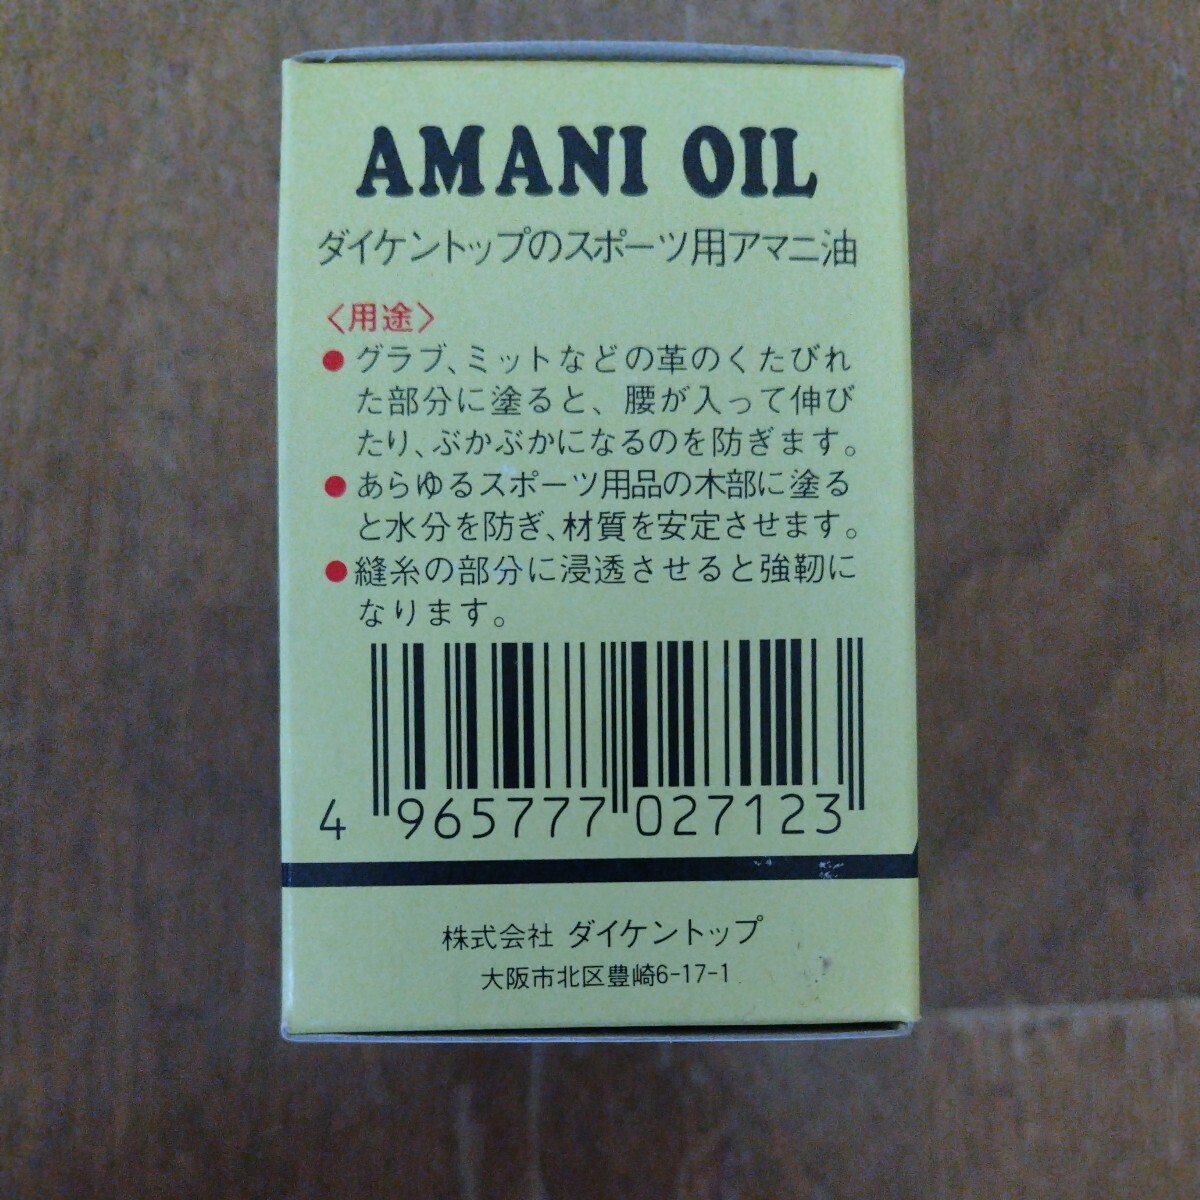 AMANI OIL
ダイケントップのスポーツ用アマニ油
〈用途〉
●グラブ、ミットなどの革のくたびれ
た部分に塗ると、腰が入って伸び
たり、ぶかぶかになるのを防ぎます。
●あらゆるスポーツ用品の木部に塗る
と水分を防ぎ、材質を安定させます。
●縫糸の部分に浸透させると強靭に
なります。
4 965777 027123
株式会社 ダイケントップ
大阪市北区豊崎6-17-1